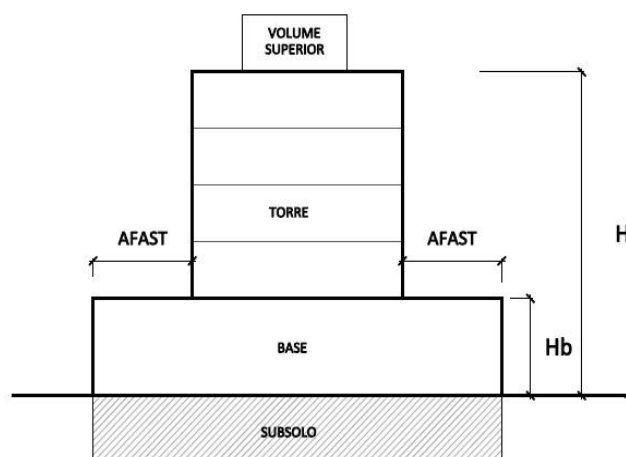 VOLUME
SUPERIOR
TORRE
AFAST
AFAST
H
BASE
Hb
SUBSOLO